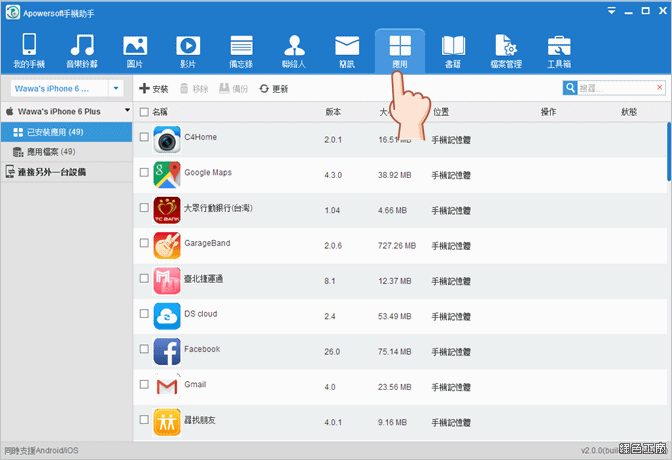 Apowersoft手機助手
我的手機 音樂鈴聲 圖片 影片 備忘錄 聯絡人 簡訊 應用 書籍 檔案管理 工具箱
Wawa's iPhone 6 ...
安裝 移除 備份 更新 搜尋...
Wawa's iPhone 6 Plus
名稱 版本 位置 操作 狀態
已安裝應用 (49)
應用檔案 (49)
連接另外一台設備
C4Home 2.0.1 16.51 MB 手機記憶體
Google Maps 4.3.0 38.92 MB 手機記憶體
大眾行動銀行(台灣) 1.04 4.66 MB 手機記憶體
TC BANK
GarageBand 2.0.6 727.26 MB 手機記憶體
臺北捷運通 8.1 12.37 MB 手機記憶體
DS cloud 2.4 53.49 MB 手機記憶體
Facebook 26.0 75.14 MB 手機記憶體
Gmail 4.0 23.56 MB 手機記憶體
尋找朋友 4.0.1 9.16 MB 手機記憶體
同時支援Android/iOS
v2.0.0(buil
綠色工廠